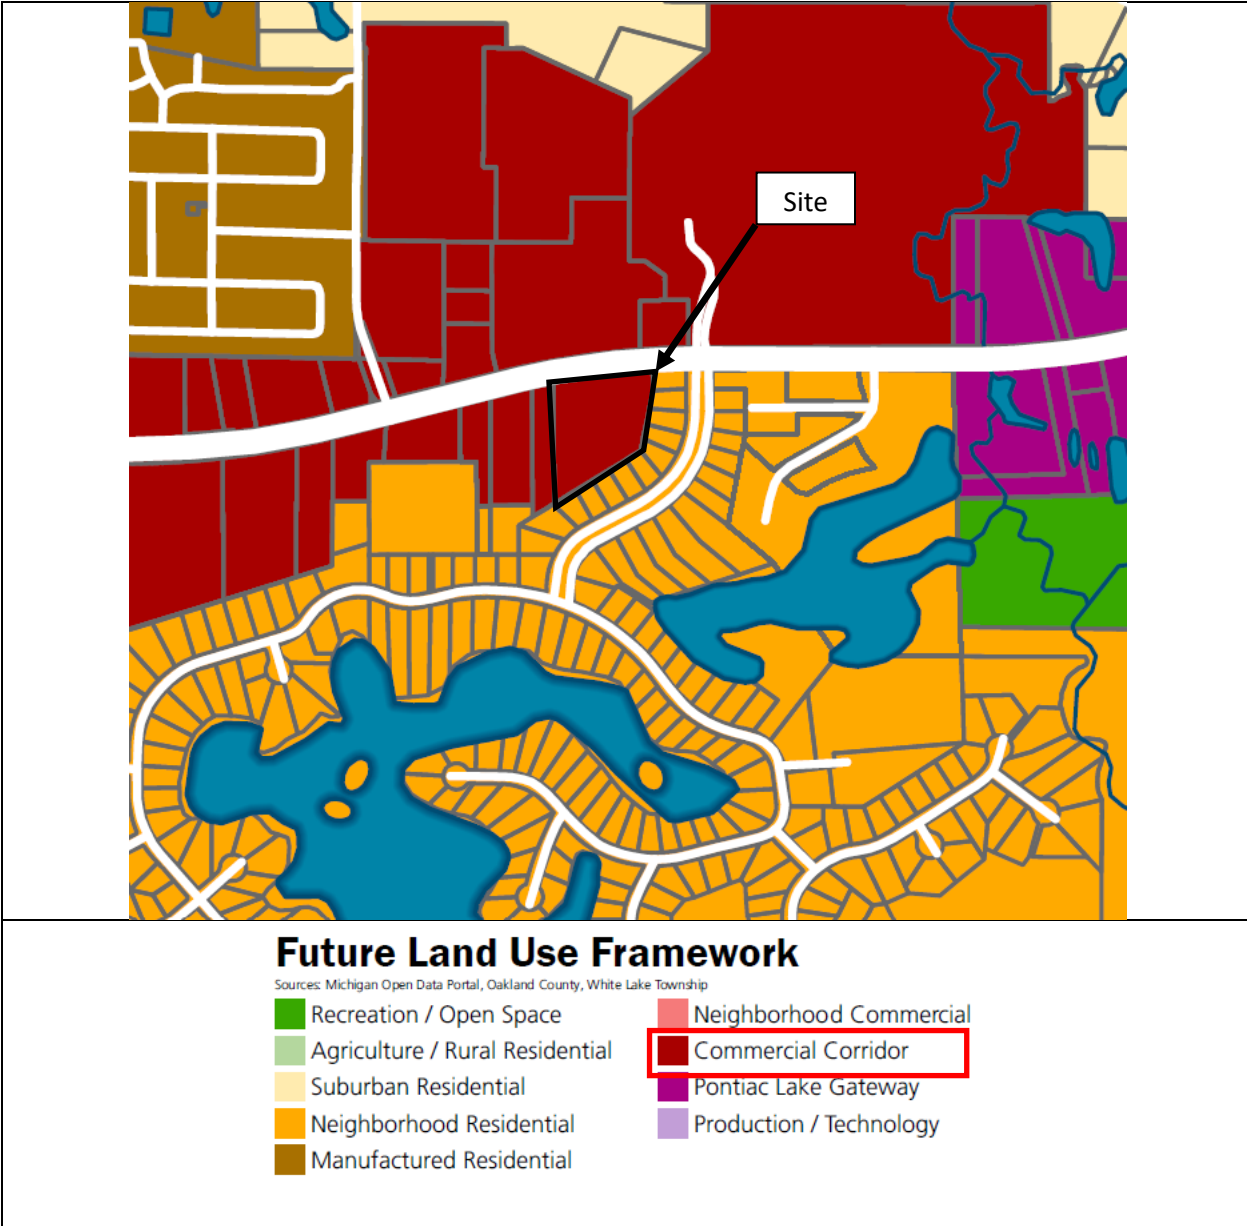 Site
Future Land Use Framework
Sources: Michigan Open Data Portal, Oakland County, White Lake Township
Recreation / Open Space
Agriculture / Rural Residential
Suburban Residential
Neighborhood Residential
Manufactured Residential
Neighborhood Commercial
Commercial Corridor
Pontiac Lake Gateway
Production / Technology